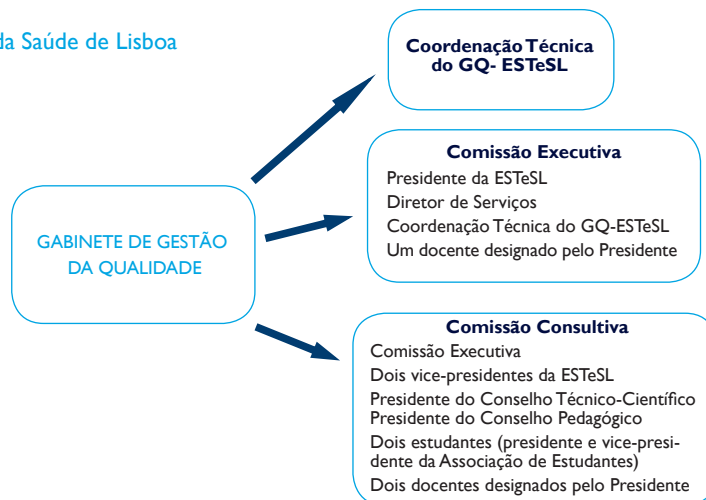 da Saúde de Lisboa
Coordenação Técnica
do GQ- ESTeSL
Comissão Executiva
Presidente da ESTeSL
Diretor de Serviços
Coordenação Técnica do GQ-ESTeSL
Um docente designado pelo Presidente
GABINETE DE GESTÃO
DA QUALIDADE
Comissão Consultiva
Comissão Executiva
Dois vice-presidentes da ESTeSL
Presidente do Conselho Técnico-Científico
Presidente do Conselho Pedagógico
Dois estudantes (presidente e vice-presi-
dente da Associação de Estudantes)
Dois docentes designados pelo Presidente